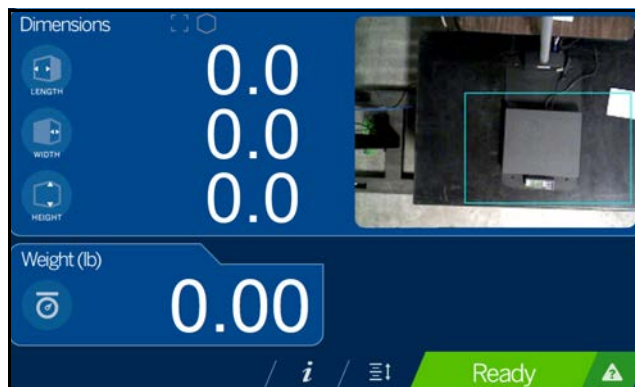 Dimensions
LENGTH
0.0
WIDTH
0.0
HEIGHT
0.0
Weight (lb)
0.00
i
Ready
?